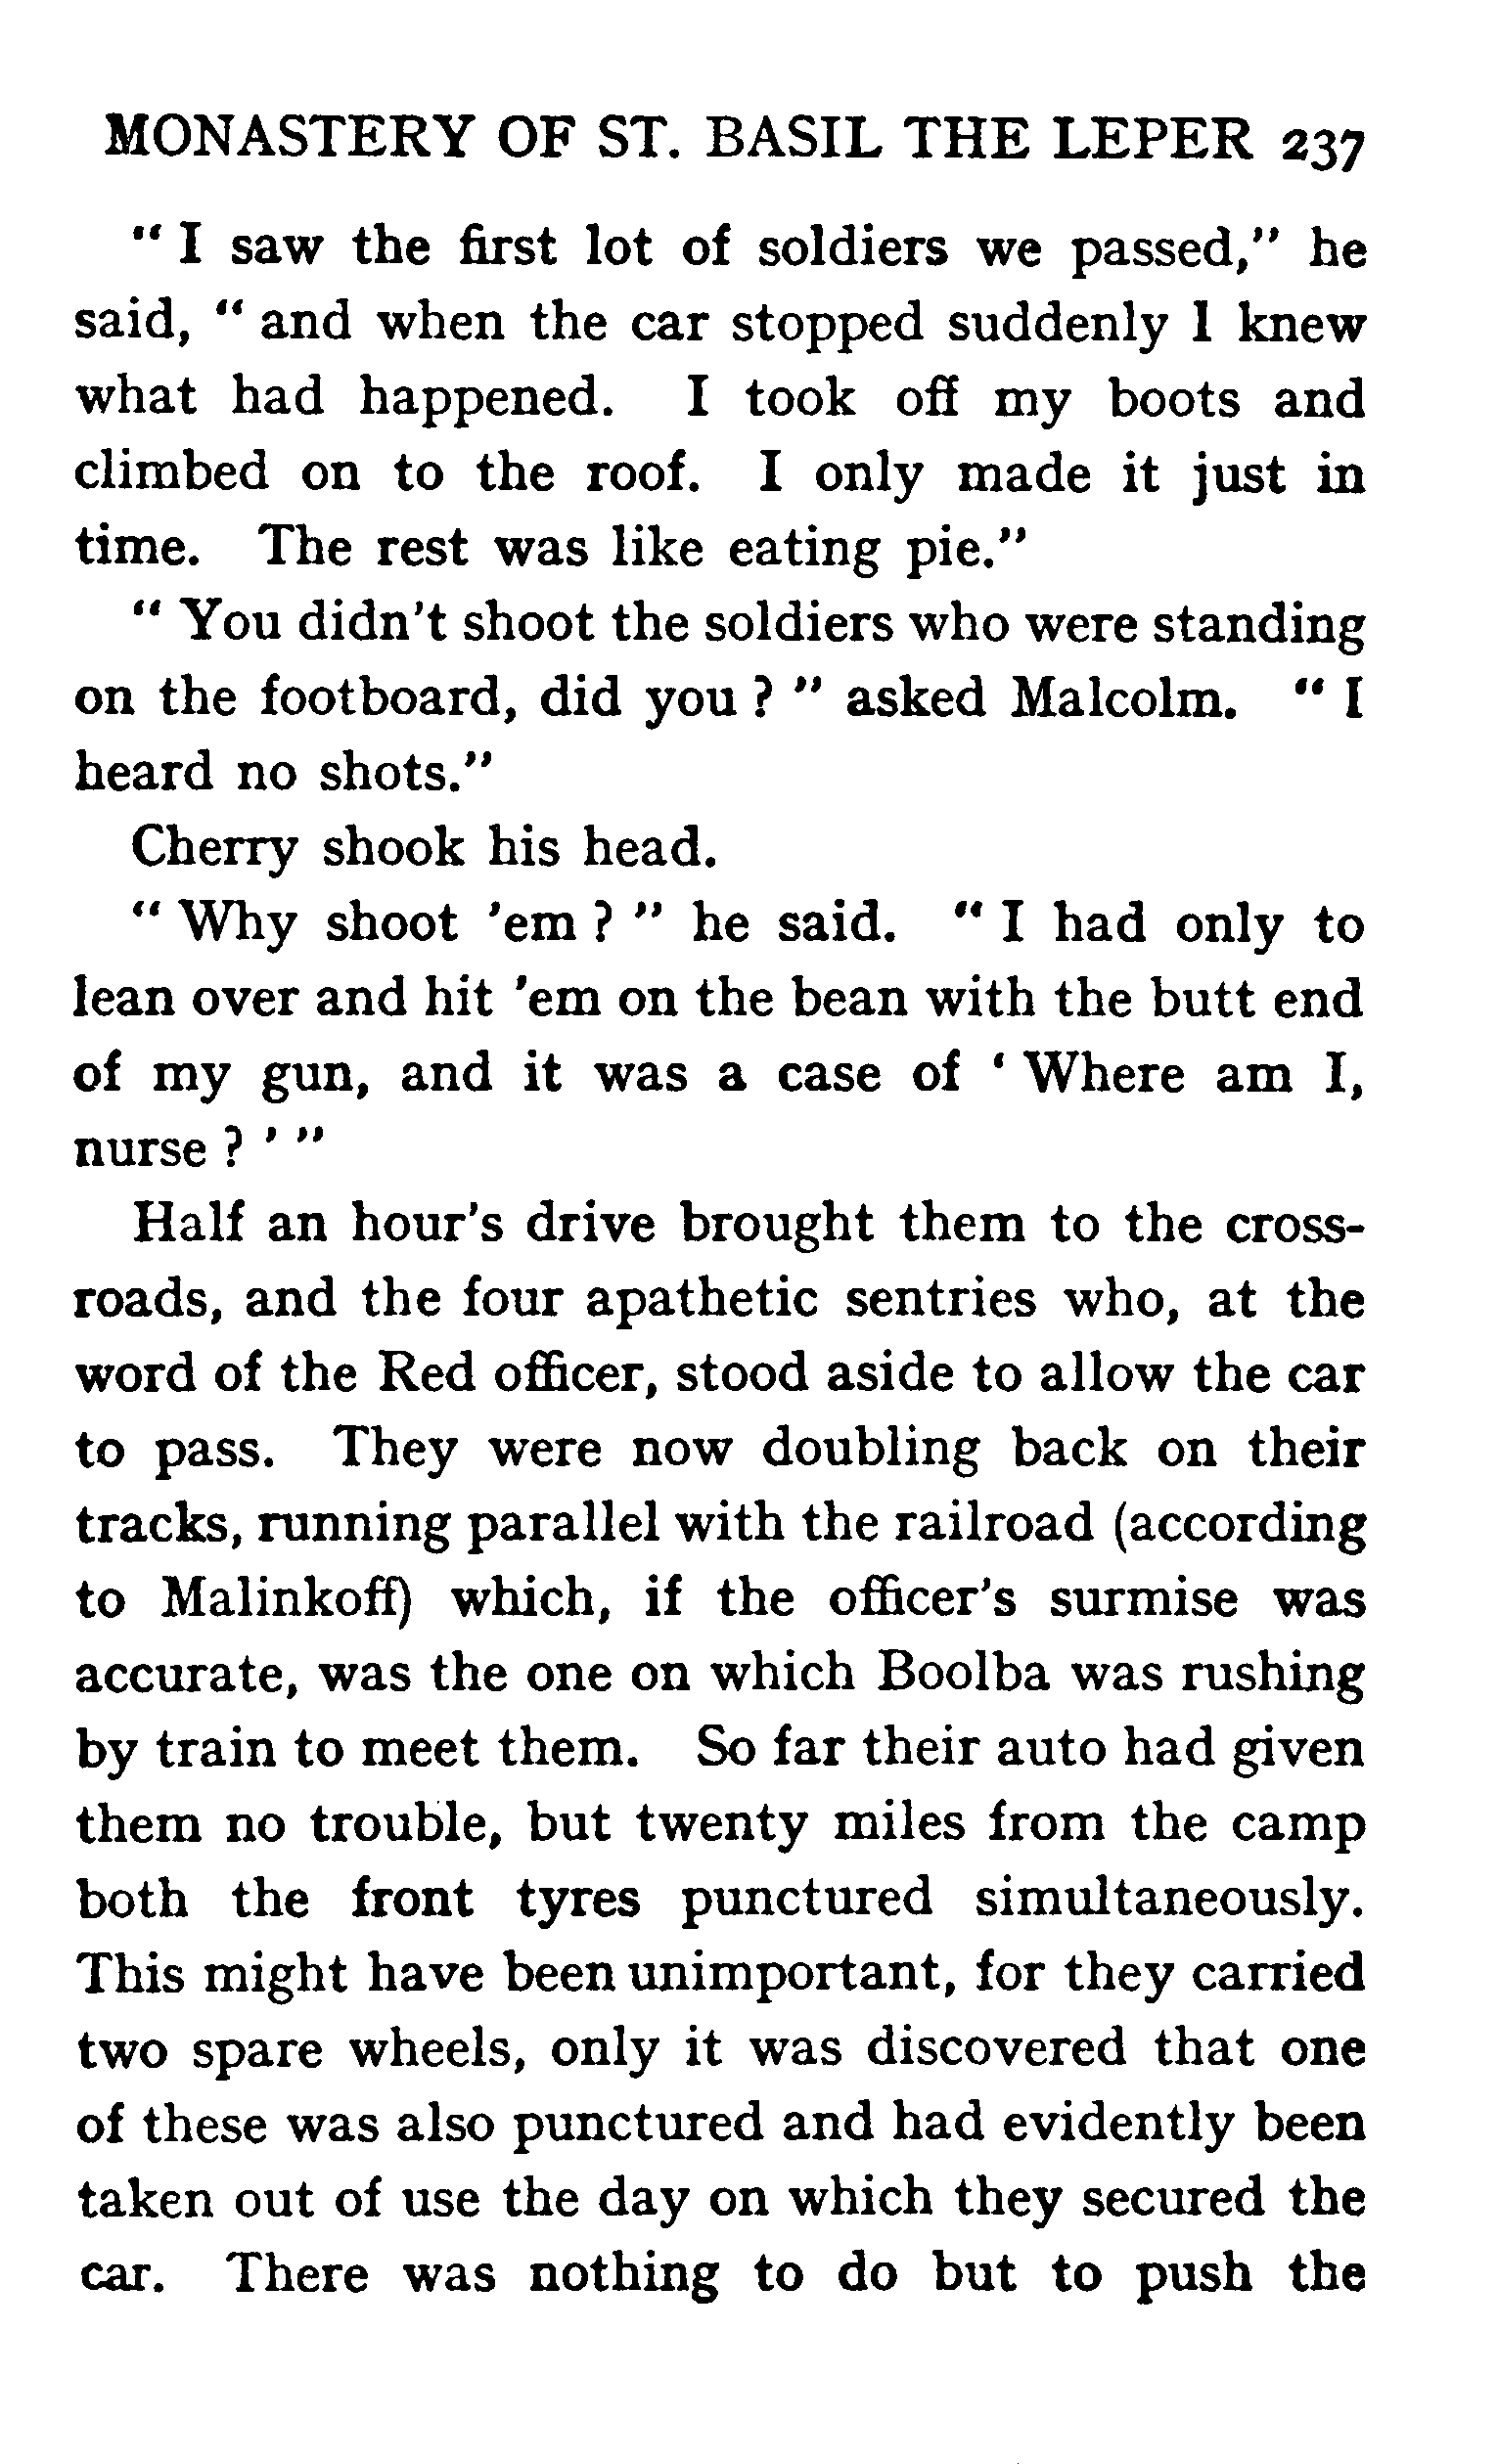 MONASTERY OF ST. BASIL THE LEPER 237
" I saw the first lot of soldiers we passed," he
said, " and when the car stopped suddenly I knew
what had happened. I took off my boots and
climbed on to the roof. I only made it just in
time. The rest was like eating pie."
" You didn't shoot the soldiers who were standing
on the footboard, did you ? " asked Malcolm. " I
heard no shots."
Cherry shook his head.
" Why shoot 'em ? " he said. " I had only to
lean over and hit 'em on the bean with the butt end
of my gun, and it was a case of ' Where am I,
nurse ? ' "
Half an hour's drive brought them to the cross-
roads, and the four apathetic sentries who, at the
word of the Red officer, stood aside to allow the car
to pass. They were now doubling back on their
tracks, running parallel with the railroad (according
to Malinkoff) which, if the officer's surmise was
accurate, was the one on which Boolba was rushing
by train to meet them. So far their auto had given
them no trouble, but twenty miles from the camp
both the front tyres punctured simultaneously.
This might have been unimportant, for they carried
two spare wheels, only it was discovered that one
of these was also punctured and had evidently been
taken out of use the day on which they secured the
car. There was nothing to do but to push the